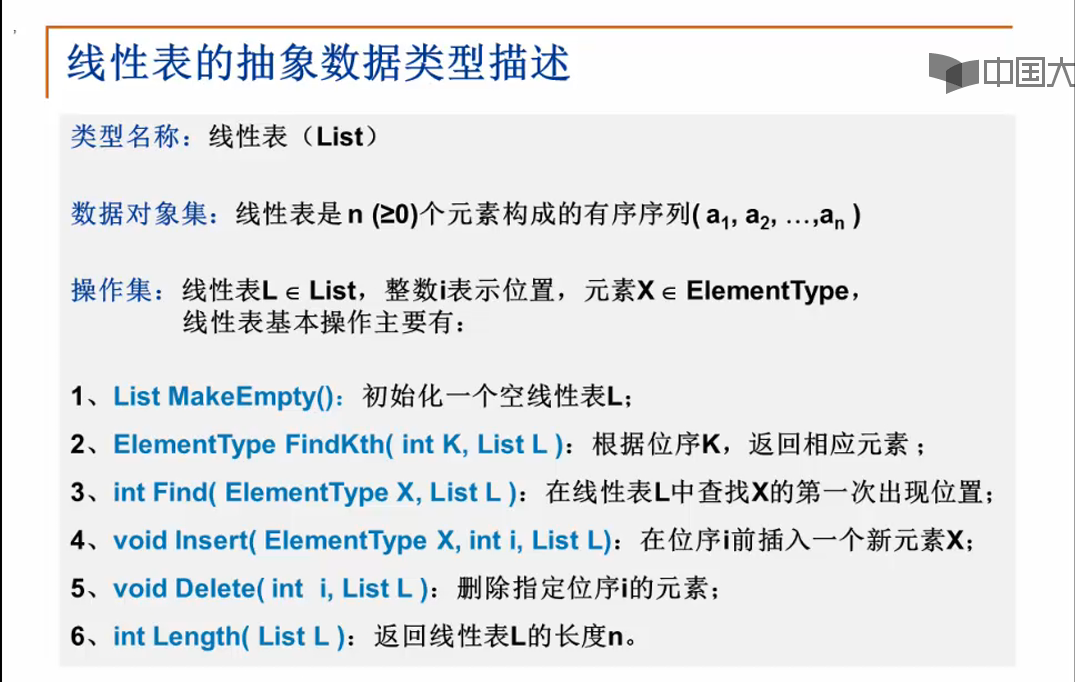 线性表的抽象数据类型描述
中国大
类型名称：线性表（List）
数据对象集：线性表是 n (≥0)个元素构成的有序序列( a1, a2, …,an )
操作集：线性表L ∈ List，整数i表示位置，元素X ∈ ElementType，
线性表基本操作主要有：
1、List MakeEmpty()：初始化一个空线性表L；
2、ElementType FindKth( int K, List L )：根据位序K，返回相应元素 ；
3、int Find( ElementType X, List L )：在线性表L中查找X的第一次出现位置；
4、void Insert( ElementType X, int i, List L)：在位序i前插入一个新元素X；
5、void Delete( int i, List L )：删除指定位序i的元素；
6、int Length( List L )：返回线性表L的长度n。